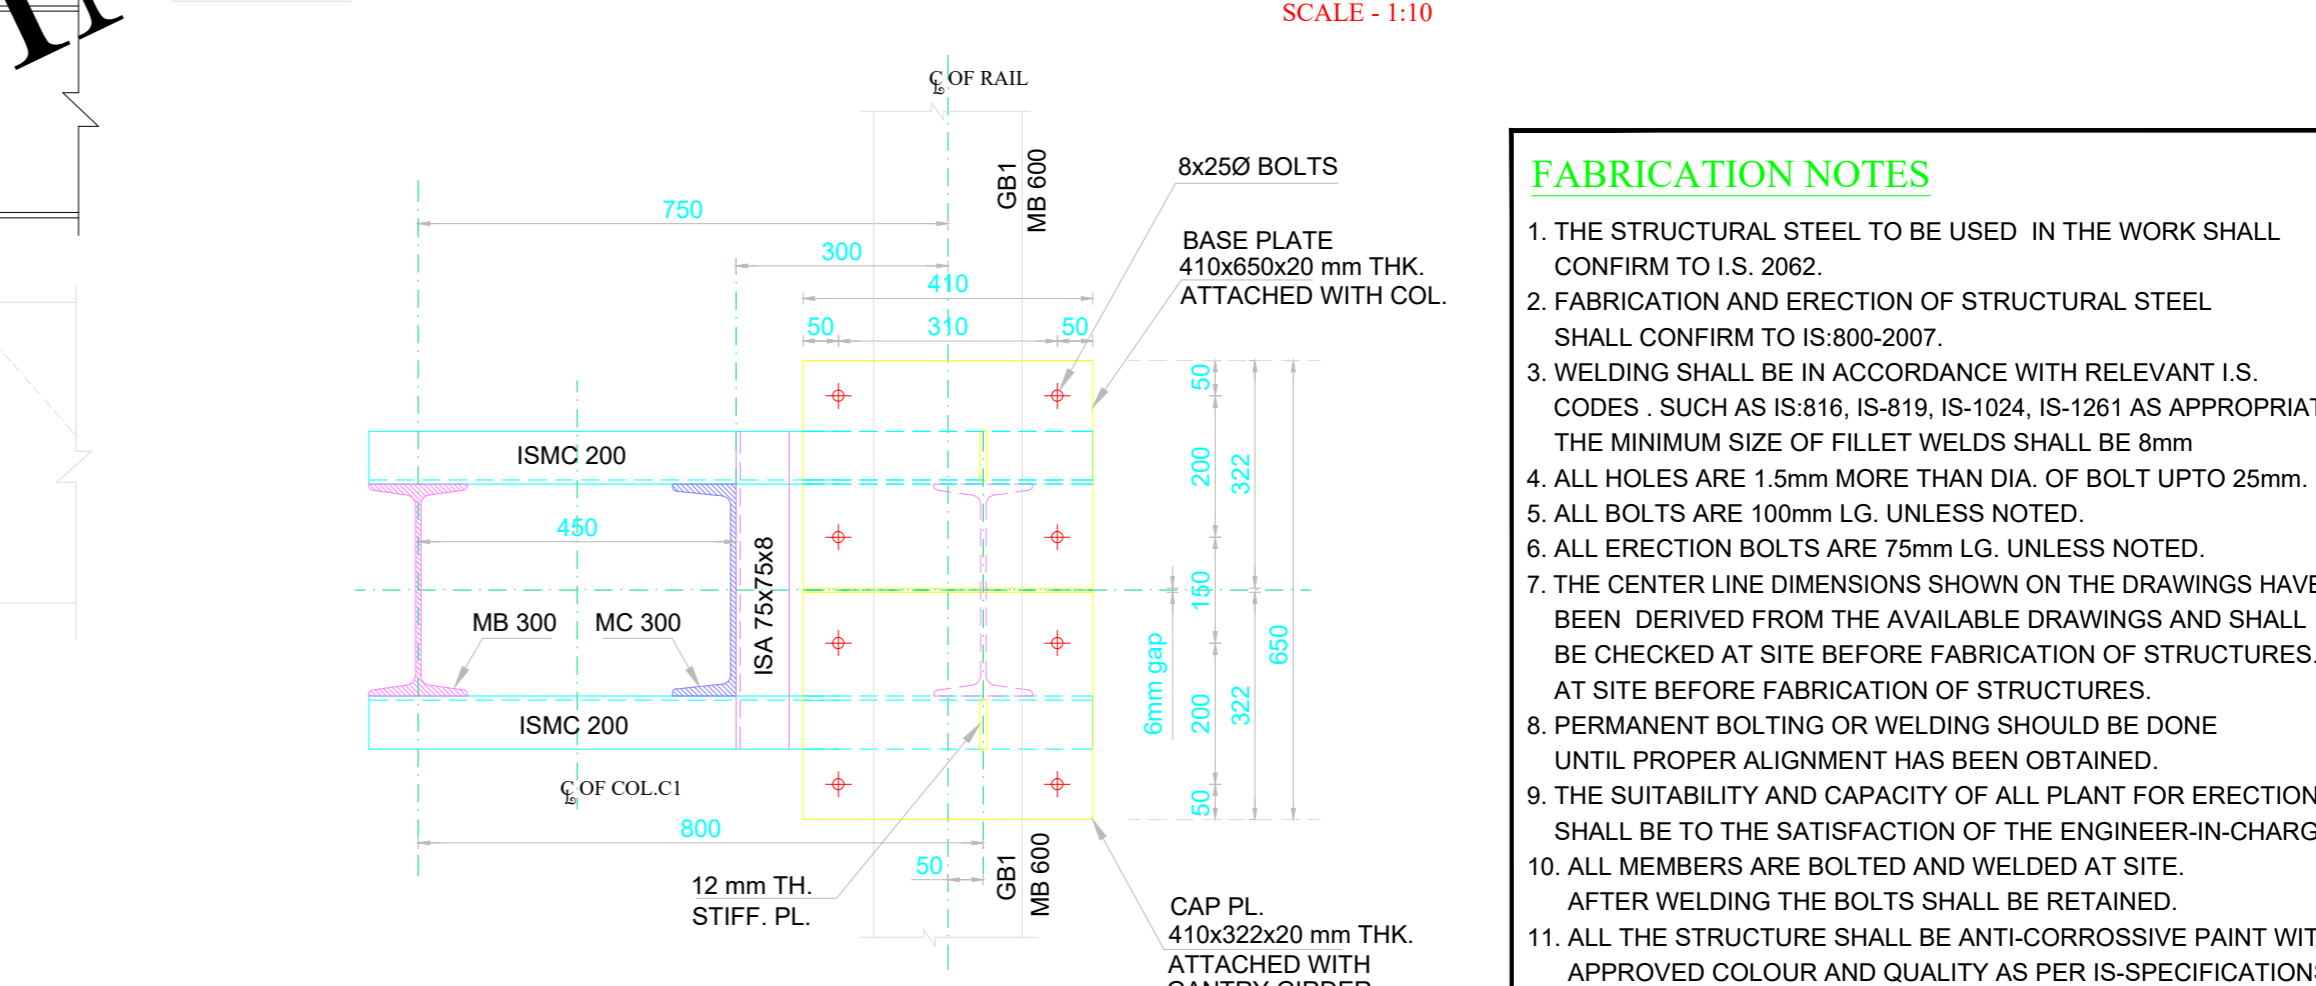 SCALE - 1:10
℄ OF RAIL
GB1
MB 600
8x25Ø BOLTS
750
BASE PLATE
410x650x20 mm THK.
ATTACHED WITH COL.
300
410
50
310
50
ISMC 200
450
MB 300
MC 300
ISA 75x75x8
ISMC 200
℄ OF COL.C1
50
200
322
150
6mm gap
650
200
322
50
800
50
GB1
MB 600
12 mm TH.
STIFF. PL.
CAP PL.
410x322x20 mm THK.
ATTACHED WITH
GANTRY GIRDER
FABRICATION NOTES
1. THE STRUCTURAL STEEL TO BE USED IN THE WORK SHALL
CONFIRM TO I.S. 2062.
2. FABRICATION AND ERECTION OF STRUCTURAL STEEL
SHALL CONFIRM TO IS:800-2007.
3. WELDING SHALL BE IN ACCORDANCE WITH RELEVANT I.S.
CODES . SUCH AS IS:816, IS-819, IS-1024, IS-1261 AS APPROPRIAT
THE MINIMUM SIZE OF FILLET WELDS SHALL BE 8mm
4. ALL HOLES ARE 1.5mm MORE THAN DIA. OF BOLT UPTO 25mm.
5. ALL BOLTS ARE 100mm LG. UNLESS NOTED.
6. ALL ERECTION BOLTS ARE 75mm LG. UNLESS NOTED.
7. THE CENTER LINE DIMENSIONS SHOWN ON THE DRAWINGS HAVE
BEEN DERIVED FROM THE AVAILABLE DRAWINGS AND SHALL
BE CHECKED AT SITE BEFORE FABRICATION OF STRUCTURES.
AT SITE BEFORE FABRICATION OF STRUCTURES.
8. PERMANENT BOLTING OR WELDING SHOULD BE DONE
UNTIL PROPER ALIGNMENT HAS BEEN OBTAINED.
9. THE SUITABILITY AND CAPACITY OF ALL PLANT FOR ERECTION
SHALL BE TO THE SATISFACTION OF THE ENGINEER-IN-CHARG
10. ALL MEMBERS ARE BOLTED AND WELDED AT SITE.
AFTER WELDING THE BOLTS SHALL BE RETAINED.
11. ALL THE STRUCTURE SHALL BE ANTI-CORROSSIVE PAINT WIT
APPROVED COLOUR AND QUALITY AS PER IS-SPECIFICATIONS